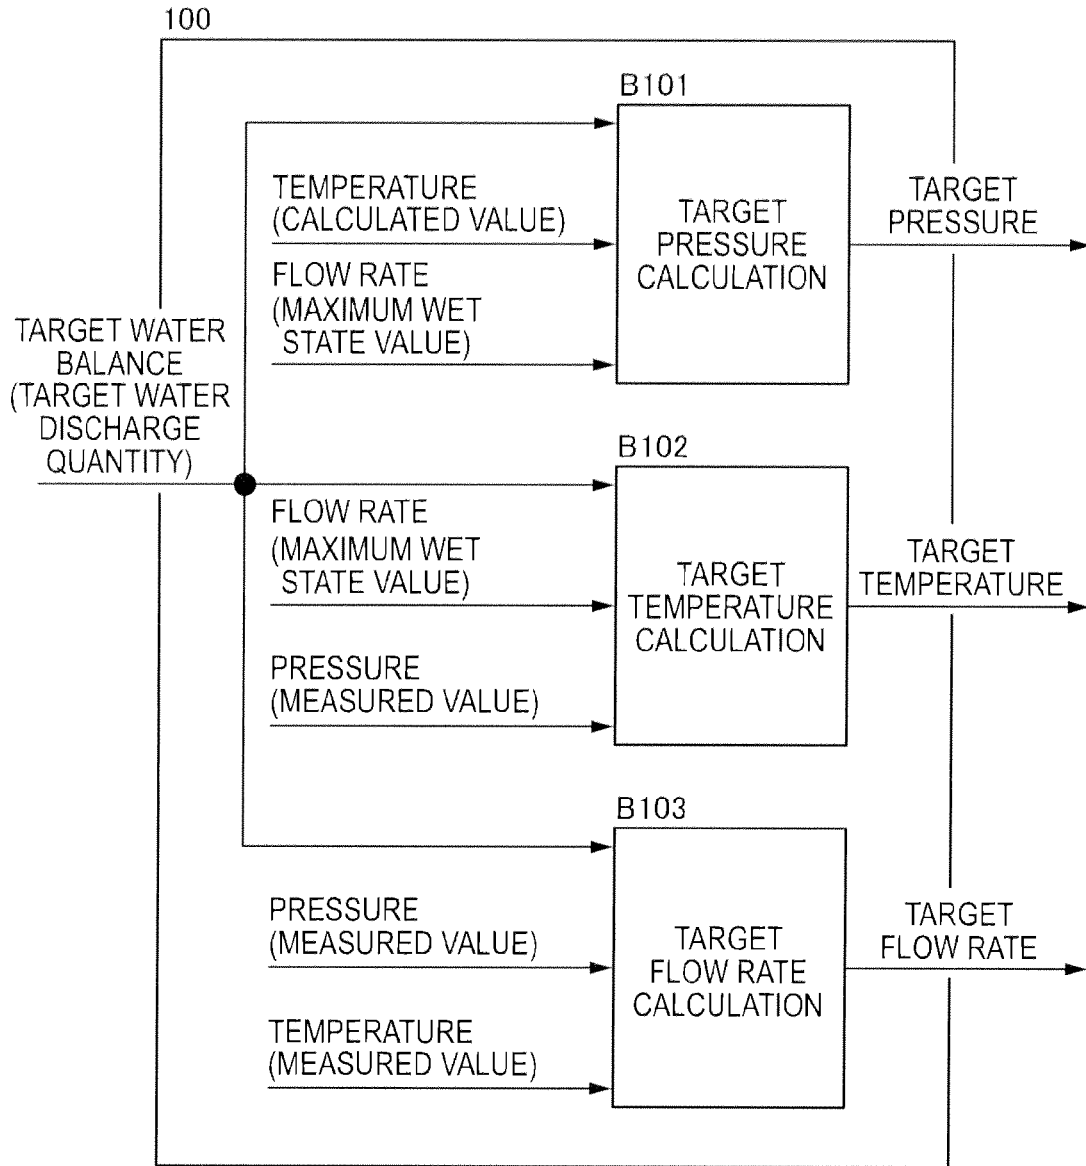 100
B101
TEMPERATURE
(CALCULATED VALUE)
FLOW RATE
(MAXIMUM WET
STATE VALUE)
TARGET
PRESSURE
CALCULATION
TARGET
PRESSURE
TARGET WATER
BALANCE
(TARGET WATER
DISCHARGE
QUANTITY)
B102
FLOW RATE
(MAXIMUM WET
STATE VALUE)
PRESSURE
(MEASURED VALUE)
TARGET
TEMPERATURE
CALCULATION
TARGET
TEMPERATURE
B103
PRESSURE
(MEASURED VALUE)
TEMPERATURE
(MEASURED VALUE)
TARGET
FLOW RATE
CALCULATION
TARGET
FLOW RATE